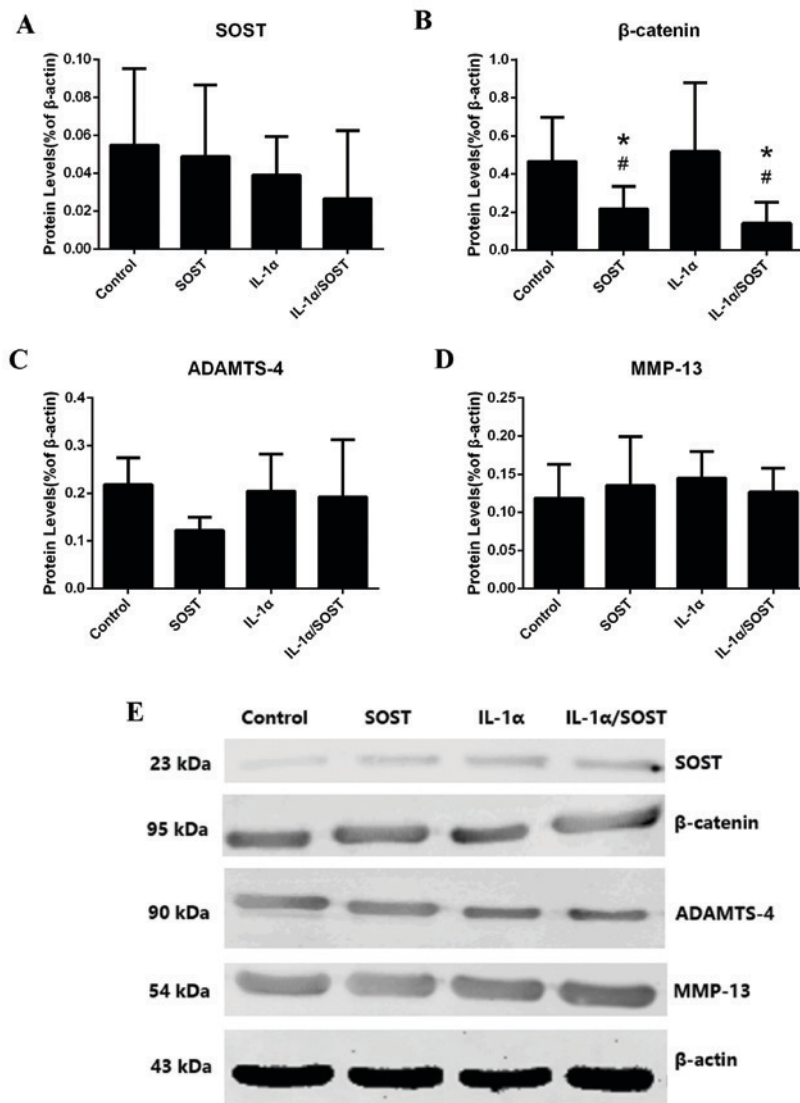 A
SOST
Protein Levels(%of β-actin)
0.10
0.08
0.06
0.04
0.02
0.00
Control
SOST
IL-1α
IL-1α/SOST
B
β-catenin
Protein Levels(%of β-actin)
1.0
0.8
0.6
0.4
0.2
0.0
*
#
*
#
Control
SOST
IL-1α
IL-1α/SOST
C
ADAMTS-4
Protein Levels(%of β-actin)
0.4
0.3
0.2
0.1
0.0
Control
SOST
IL-1α
IL-1α/SOST
D
MMP-13
Protein Levels(%of β-actin)
0.25
0.20
0.15
0.10
0.05
0.00
Control
SOST
IL-1α
IL-1α/SOST
E
Control SOST IL-1α IL-1α/SOST
23 kDa SOST
95 kDa β-catenin
90 kDa ADAMTS-4
54 kDa MMP-13
43 kDa β-actin